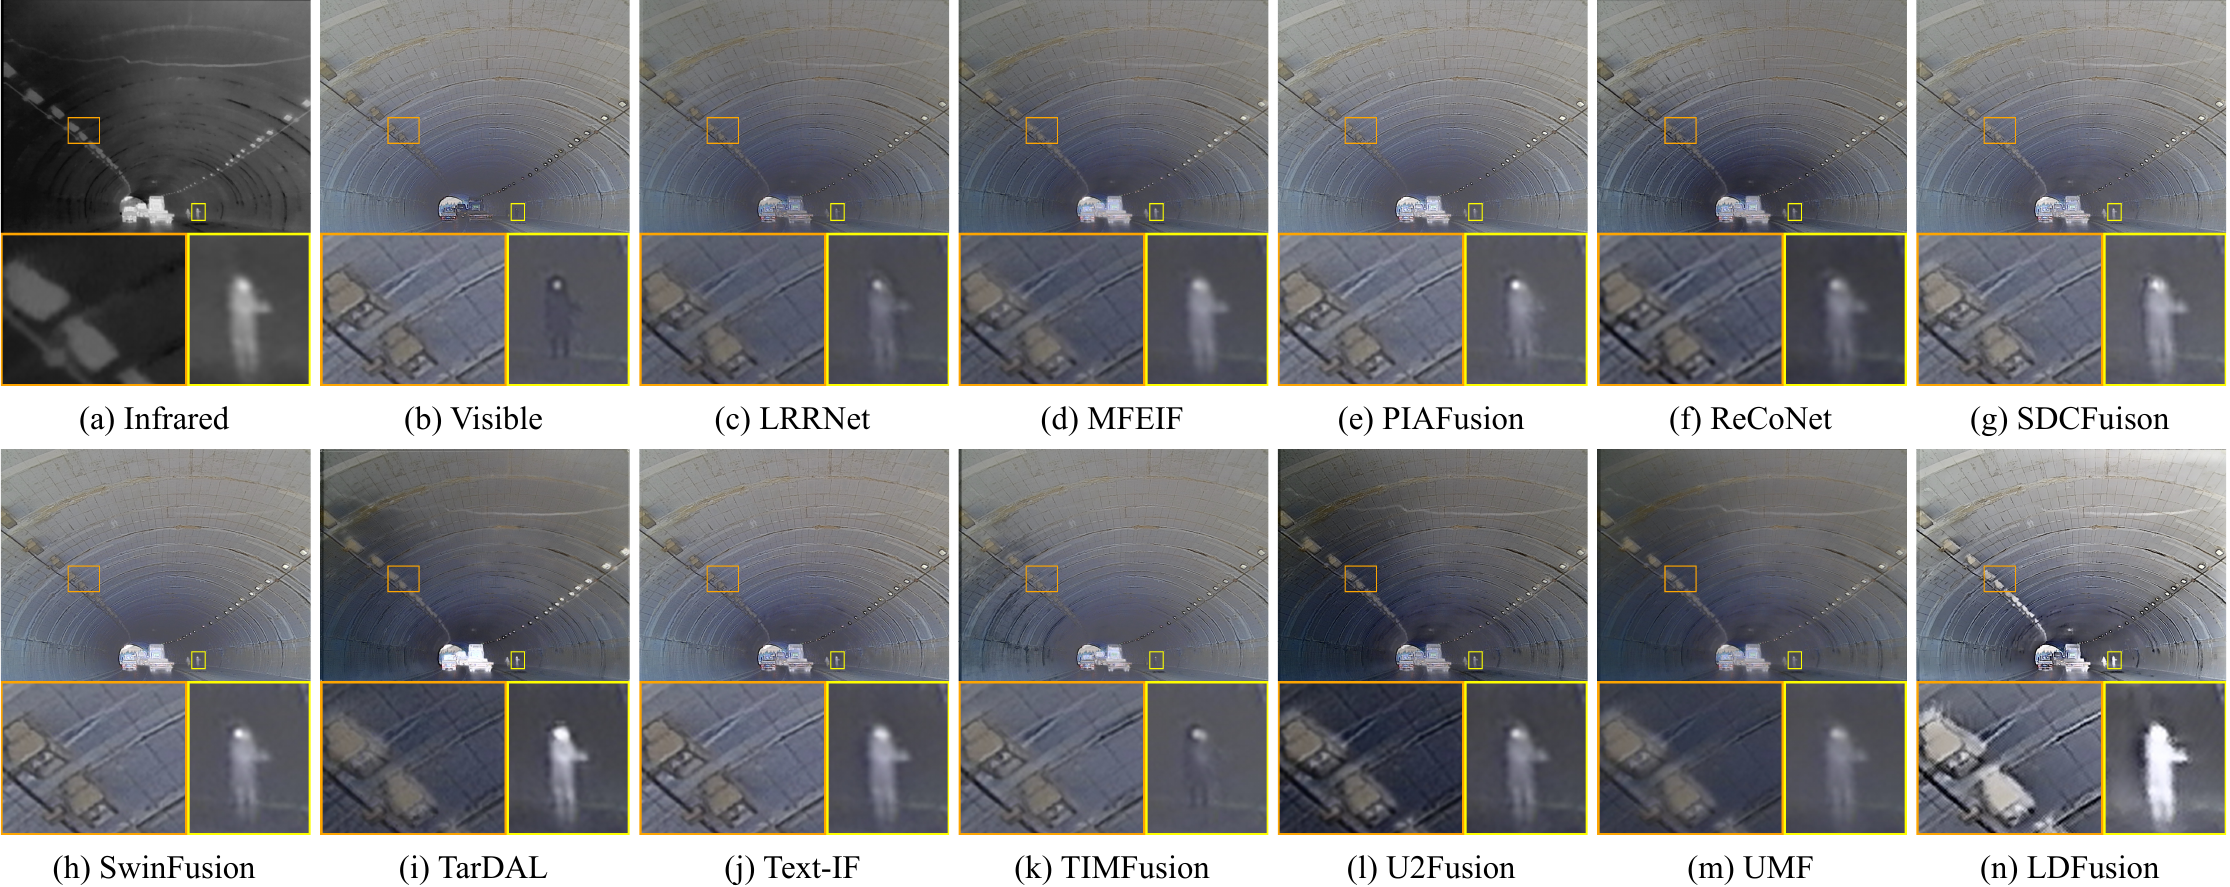 (a) Infrared
(b) Visible
(c) LRRNet
(d) MFEIF
(e) PIAFusion
(f) ReCoNet
(g) SDCFuison
(h) SwinFusion
(i) TarDAL
(j) Text-IF
(k) TIMFusion
(l) U2Fusion
(m) UMF
(n) LDFusion